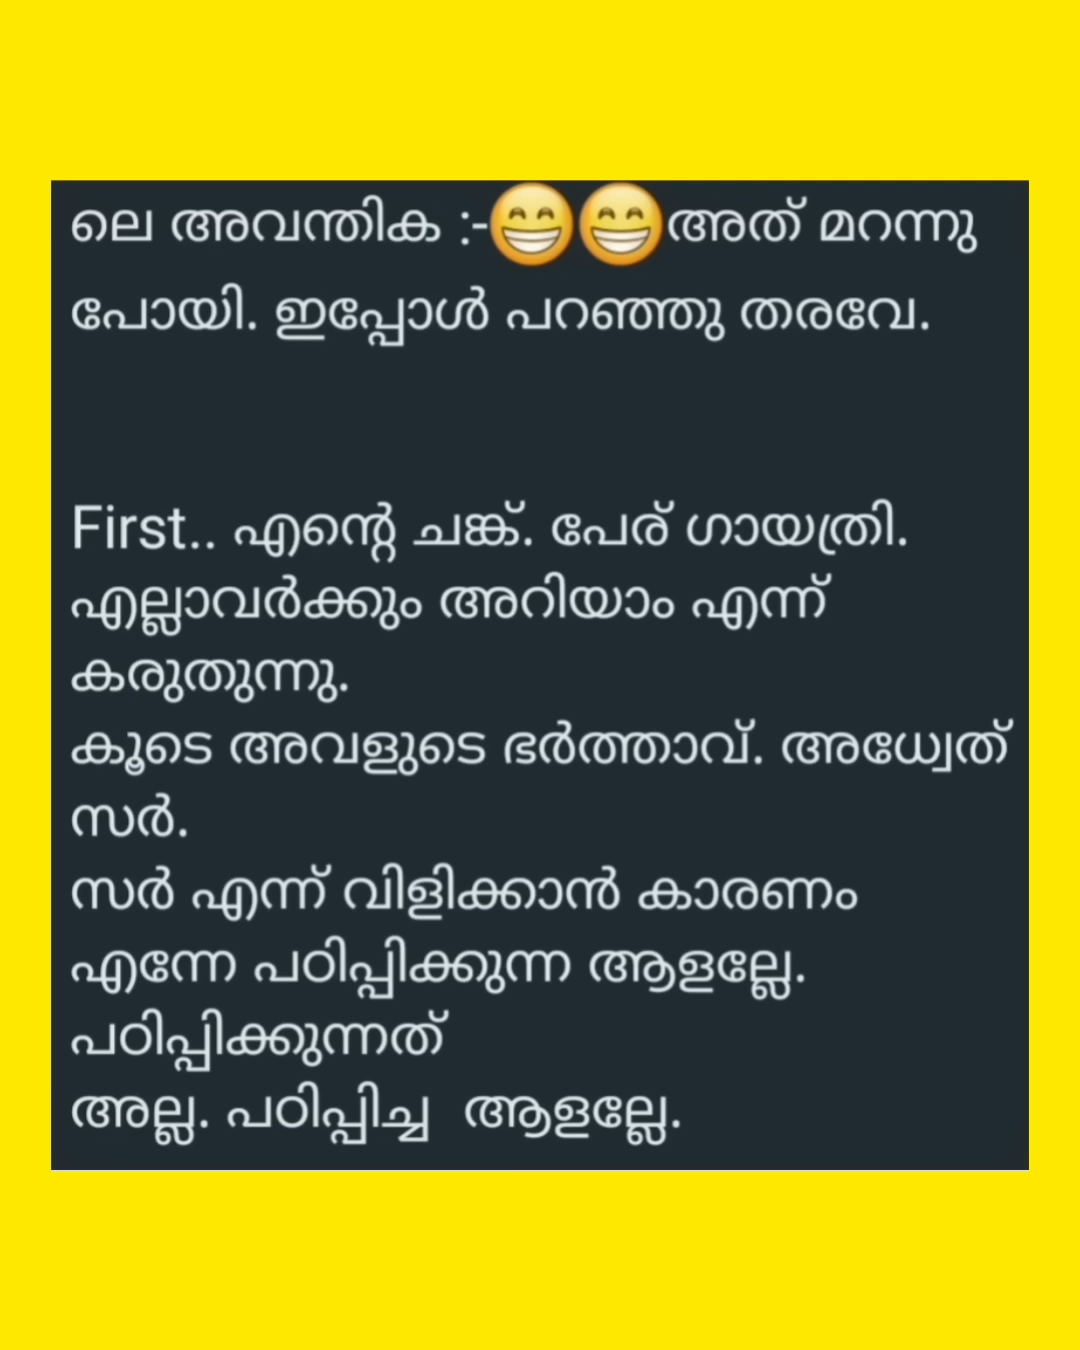 ലെ അവന്തിക :-😁😁അത് മറന്നു
പോയി. ഇപ്പോൾ പറഞ്ഞു തരവേ.
First.. എന്റെ ചങ്ക്. പേര് ഗായത്രി.
എല്ലാവർക്കും അറിയാം എന്ന്
കരുതുന്നു.
കൂടെ അവളുടെ ഭർത്താവ്. അധ്വേത്
സർ.
സർ എന്ന് വിളിക്കാൻ കാരണം
എന്നേ പഠിപ്പിക്കുന്ന ആളല്ലേ.
പഠിപ്പിക്കുന്നത്
അല്ല. പഠിപ്പിച്ച ആളല്ലേ.